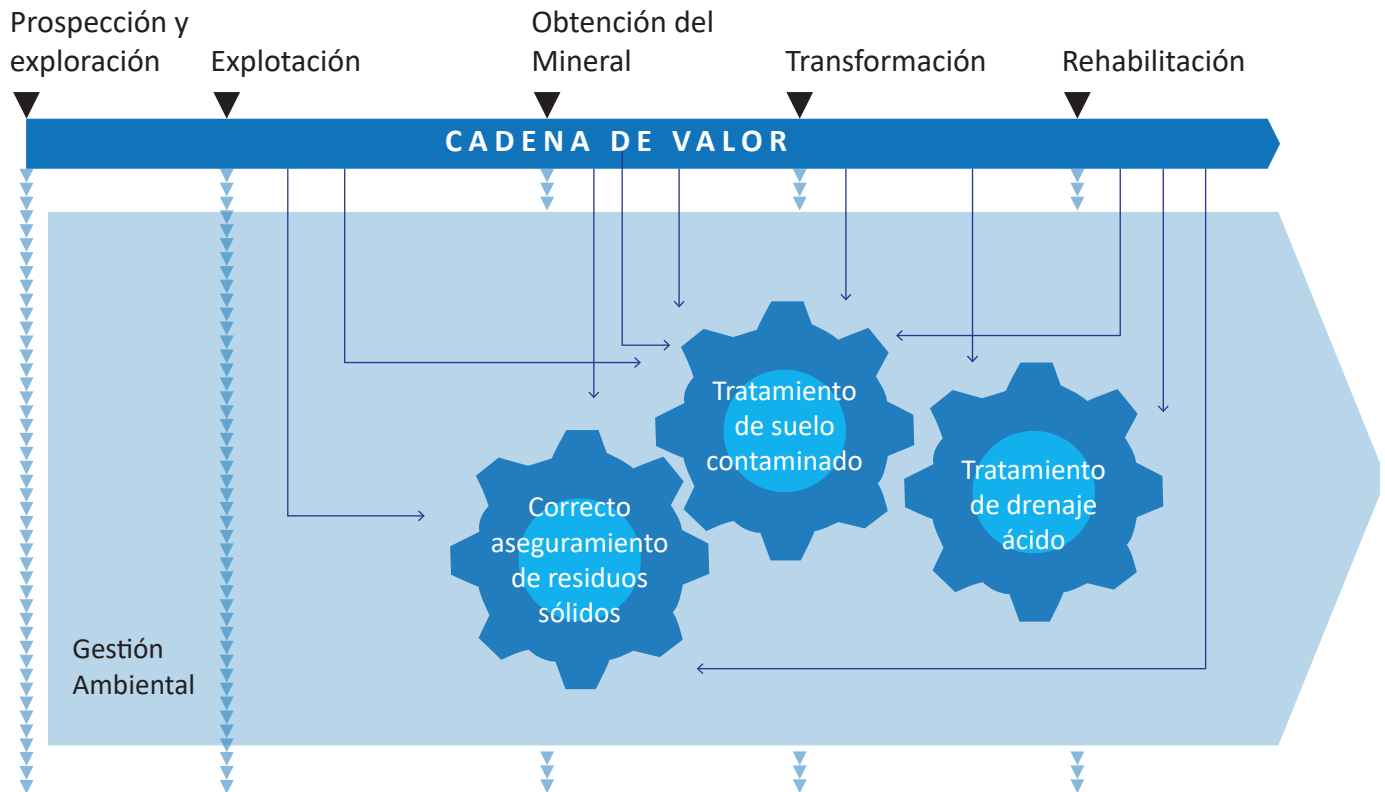 Prospección y
exploración
Explotación
Obtención del
Mineral
Transformación
Rehabilitación
CADENA DE VALOR
Tratamiento
de suelo
contaminado
Tratamiento
de drenaje
ácido
Correcto
aseguramiento
de residuos
sólidos
Gestión
Ambiental